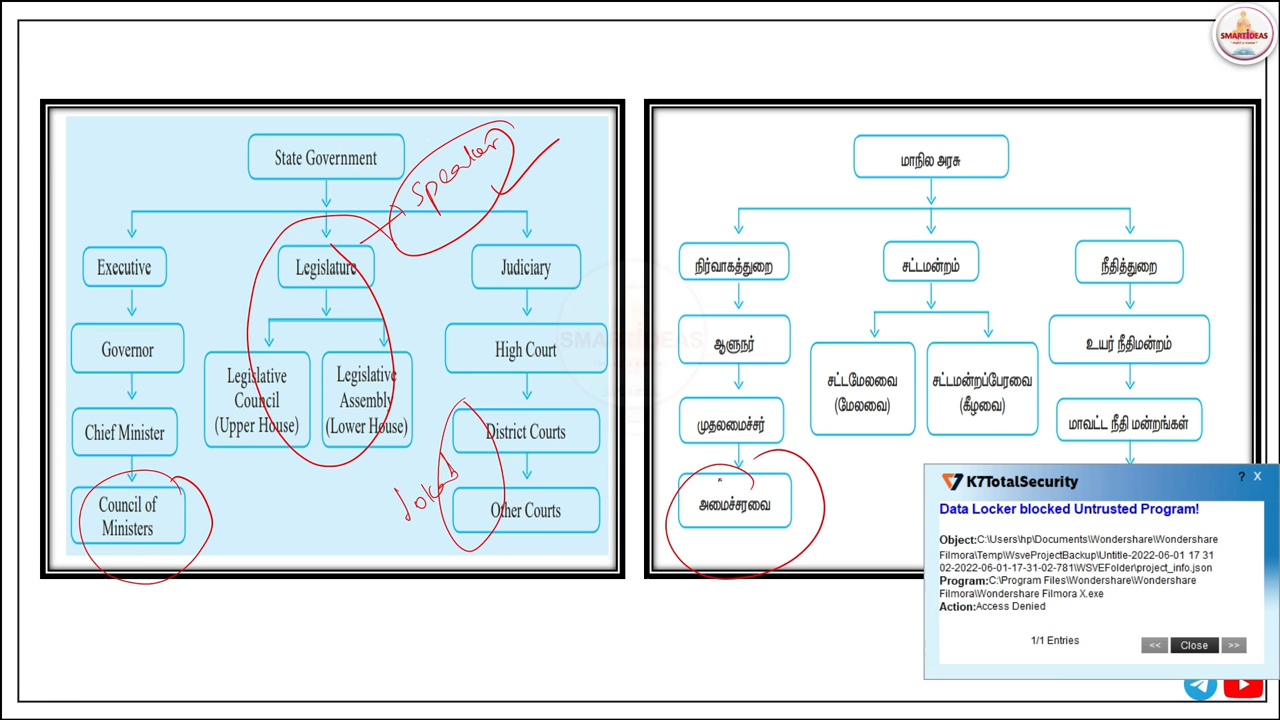 SMARTIDEAS
State Government
Speaker
Executive
Legislature
Judiciary
Governor
High Court
Legislative
Council
(Upper House)
Legislative
Assembly
(Lower House)
Chief Minister
District Courts
Council of
Ministers
Other Courts
SMARTIDEAS
மாநில அரசு
நிர்வாகத்துறை
சட்டமன்றம்
நீதித்துறை
ஆளுநர்
உயர் நீதிமன்றம்
சட்டமேலவை
(மேலவை)
சட்டமன்றப்பேரவை
(கீழவை)
முதலமைச்சர்
மாவட்ட நீதி மன்றங்கள்
அமைச்சரவை
K7TotalSecurity
? X
Data Locker blocked Untrusted Program!
Object:C:\Users\hp\Documents\Wondershare\Wondershare
Filmora\Temp\WsveProjectBackup\Untitle-2022-06-01 17 31
02-2022-06-01-17-31-02-781\WSVEFolder\project_info.json
Program:C:\Program Files\Wondershare\Wondershare
Filmora\Wondershare Filmora X.exe
Action:Access Denied
1/1 Entries
<< Close >>